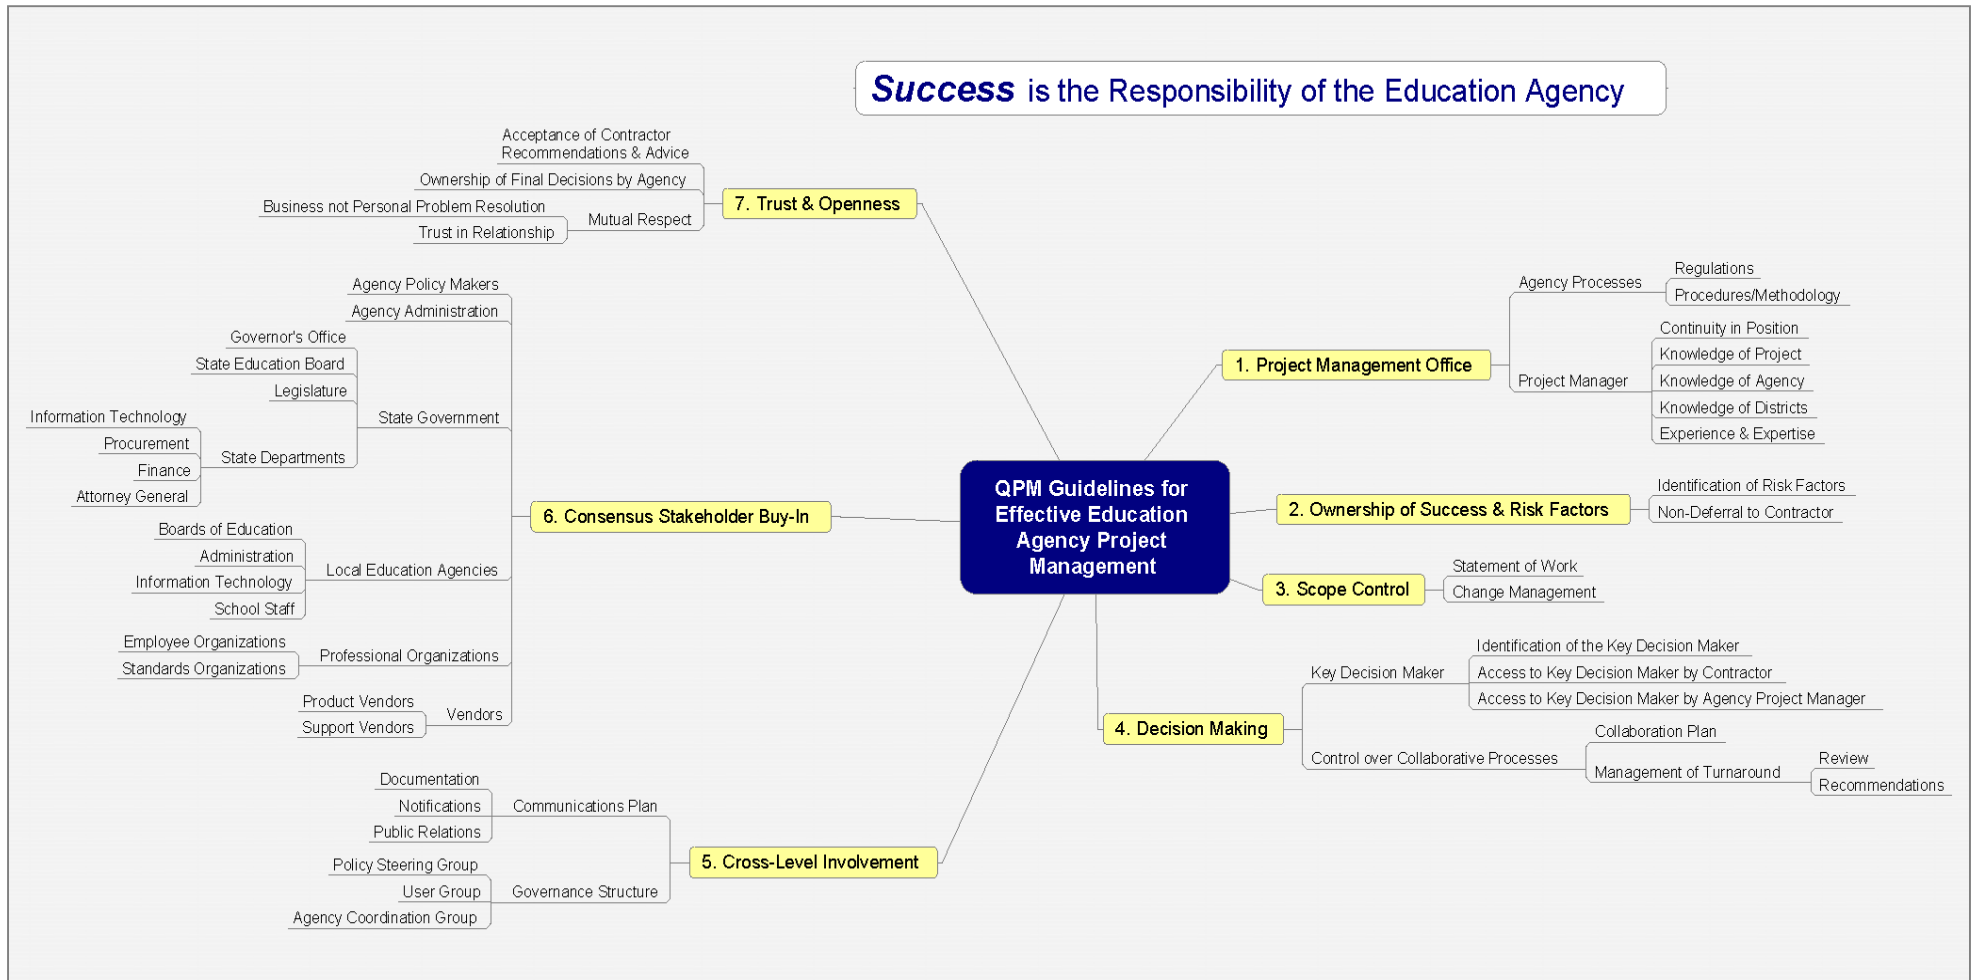 Success is the Responsibility of the Education Agency
QPM Guidelines for
Effective Education
Agency Project
Management
1. Project Management Office
Agency Processes
Regulations
Procedures/Methodology
Project Manager
Continuity in Position
Knowledge of Project
Knowledge of Agency
Knowledge of Districts
Experience & Expertise
2. Ownership of Success & Risk Factors
Identification of Risk Factors
Non-Deferral to Contractor
3. Scope Control
Statement of Work
Change Management
4. Decision Making
Key Decision Maker
Identification of the Key Decision Maker
Access to Key Decision Maker by Contractor
Access to Key Decision Maker by Agency Project Manager
Control over Collaborative Processes
Collaboration Plan
Management of Turnaround
Review
Recommendations
5. Cross-Level Involvement
Communications Plan
Documentation
Notifications
Public Relations
Governance Structure
Policy Steering Group
User Group
Agency Coordination Group
6. Consensus Stakeholder Buy-In
Agency Policy Makers
Agency Administration
State Government
Governor's Office
State Education Board
Legislature
State Departments
Information Technology
Procurement
Finance
Attorney General
Local Education Agencies
Boards of Education
Administration
Information Technology
School Staff
Professional Organizations
Employee Organizations
Standards Organizations
Vendors
Product Vendors
Support Vendors
7. Trust & Openness
Acceptance of Contractor
Recommendations & Advice
Ownership of Final Decisions by Agency
Mutual Respect
Business not Personal Problem Resolution
Trust in Relationship